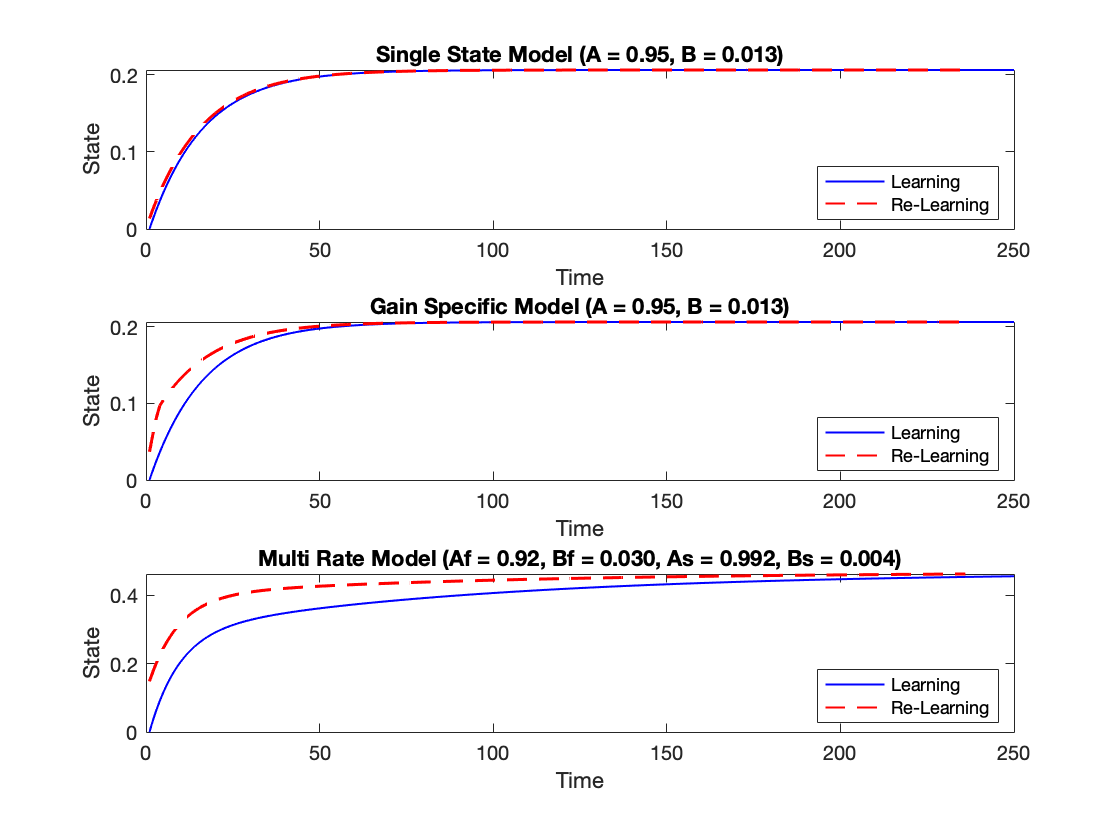 Single State Model (A = 0.95, B = 0.013)
0.2
0.1
0
State
Learning
Re-Learning
0 50 100 150 200 250
Time
Gain Specific Model (A = 0.95, B = 0.013)
0.2
0.1
0
State
Learning
Re-Learning
0 50 100 150 200 250
Time
Multi Rate Model (Af = 0.92, Bf = 0.030, As = 0.992, Bs = 0.004)
0.4
0.2
0
State
Learning
Re-Learning
0 50 100 150 200 250
Time